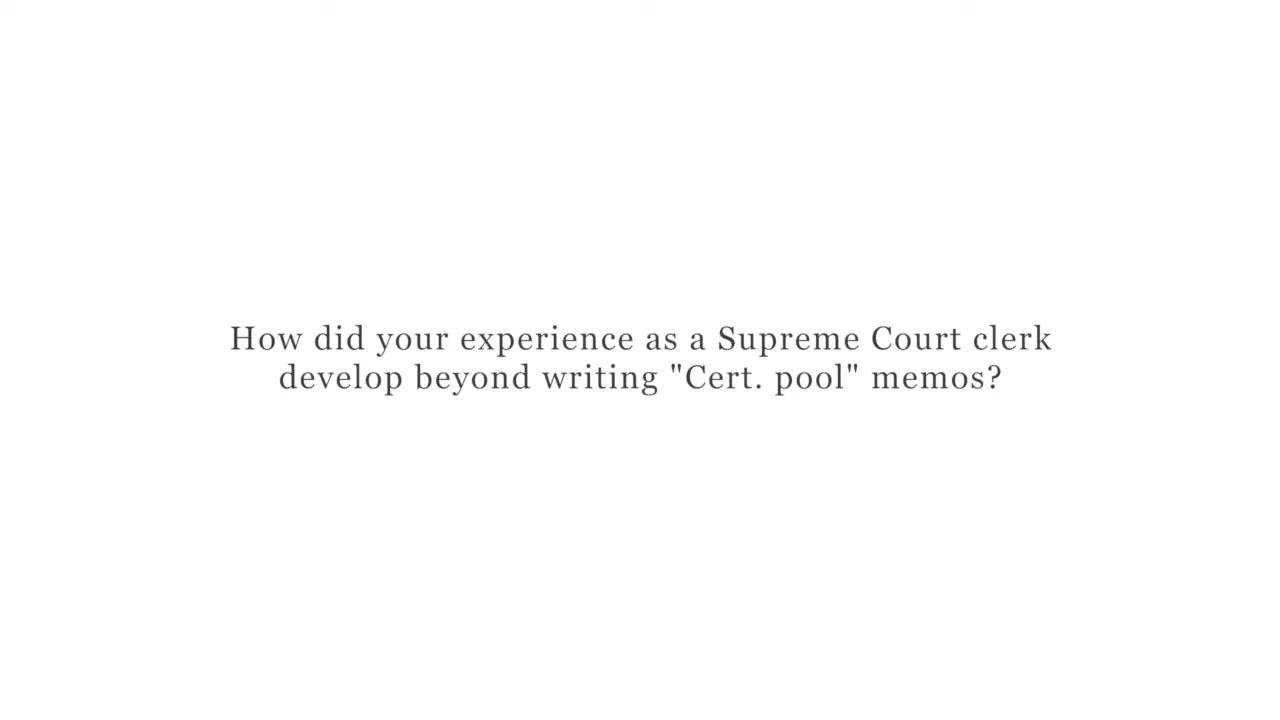 How did your experience as a Supreme Court clerk
develop beyond writing "Cert. pool" memos?